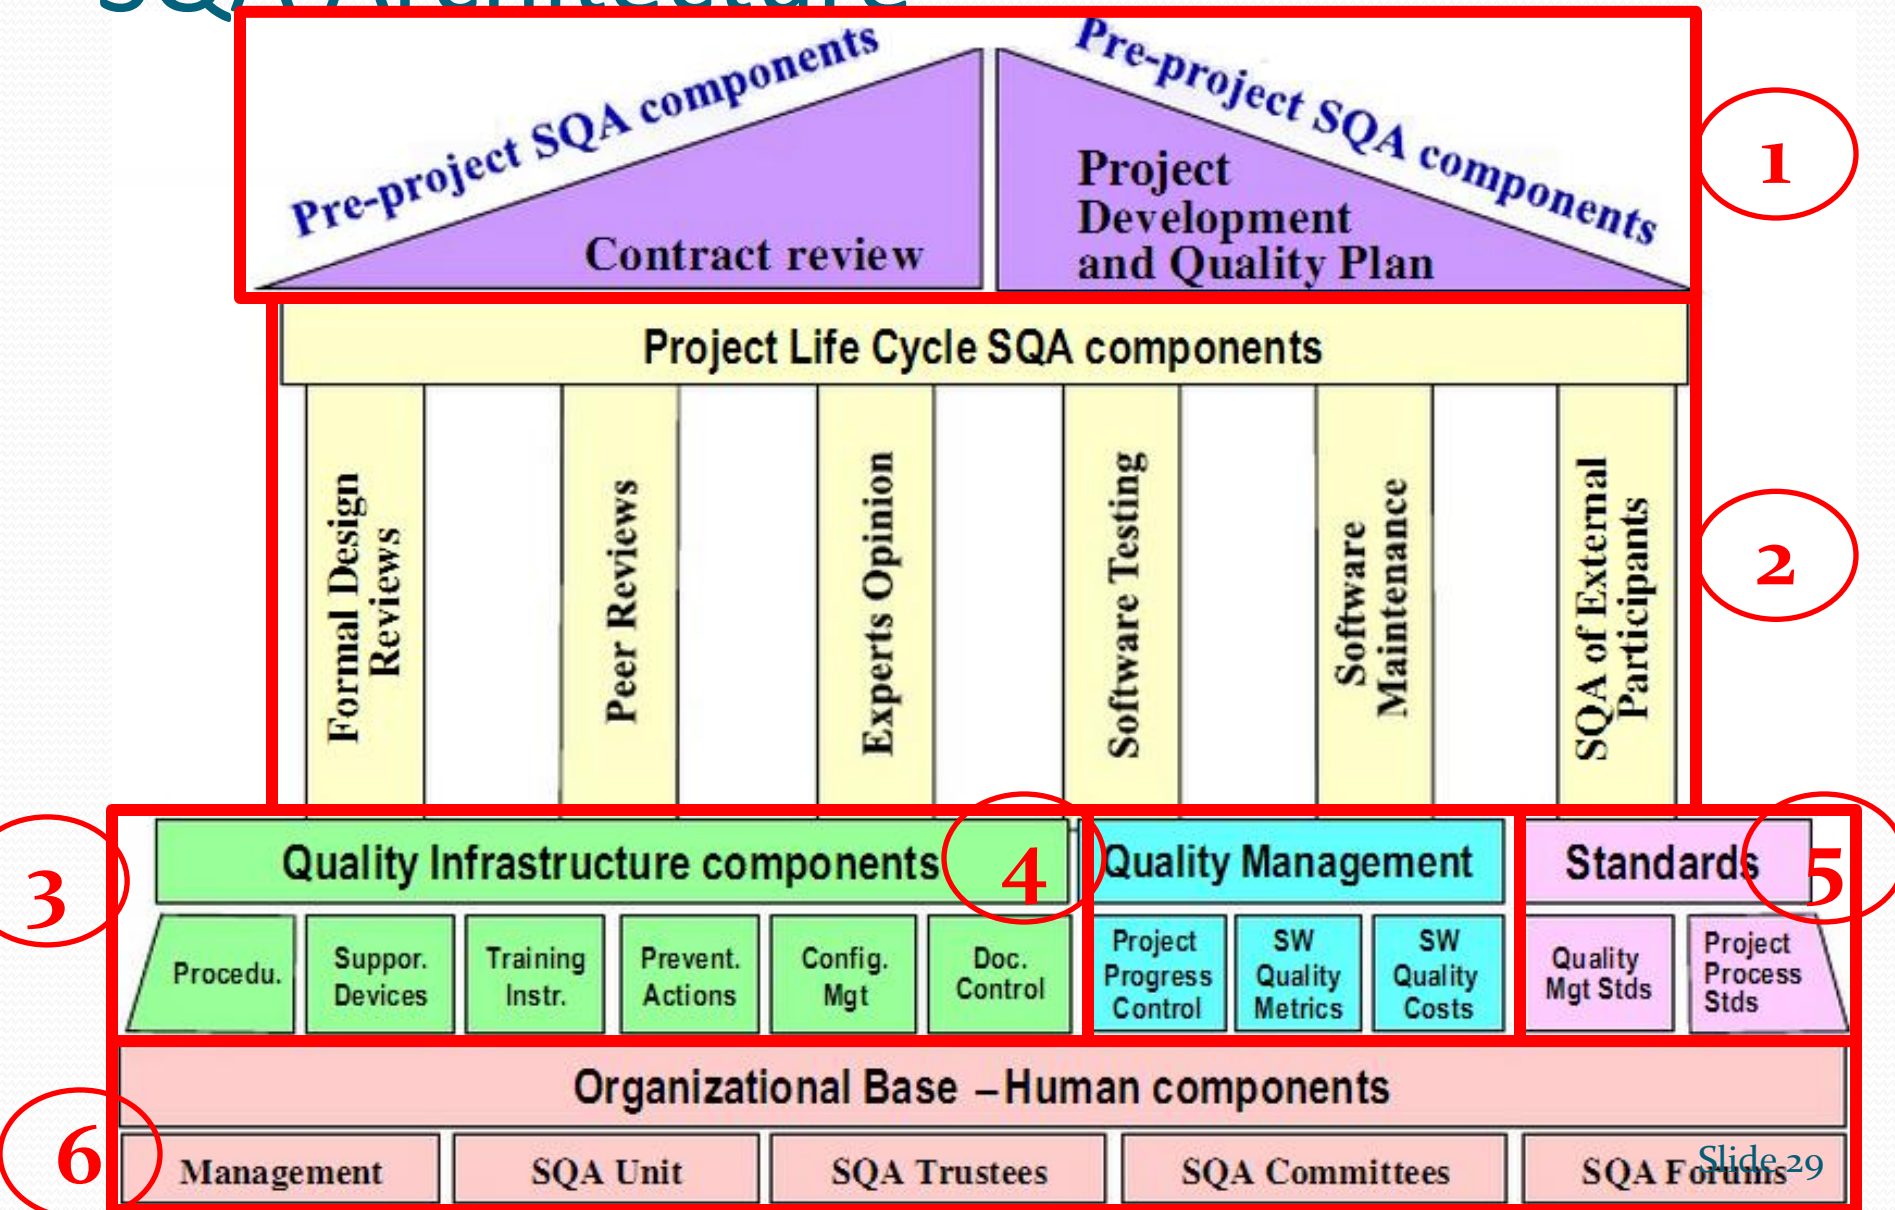 SQA Architecture
Pre-project SQA components
Pre-project SQA components
1
Contract review
Project
Development
and Quality Plan
Project Life Cycle SQA components
Formal Design
Reviews
Peer Reviews
Experts Opinion
Software Testing
Software
Maintenance
SQA of External
Participants
2
3
Quality Infrastructure components
4
Quality Management
Standards
5
Procedu.
Suppor.
Devices
Training
Instr.
Prevent.
Actions
Config.
Mgt
Doc.
Control
Project
Progress
Control
SW
Quality
Metrics
SW
Quality
Costs
Quality
Mgt Stds
Project
Process
Stds
Organizational Base – Human components
6
Management
SQA Unit
SQA Trustees
SQA Committees
SQA Forums
Slide 29